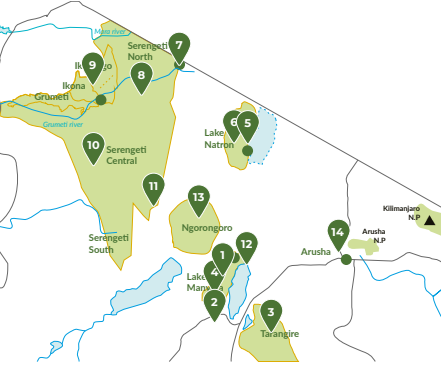 Mara river
7
Serengeti
North
9
8
Ikona
Grumeti
Grumeti river
6
5
Lake
Natron
10
Serengeti
Central
11
13
Kilimanjaro
N.P
Ngorongoro
Arusha
N.P
14
Serengeti
South
12
1
Arusha
4
Lake
2
3
Tarangire